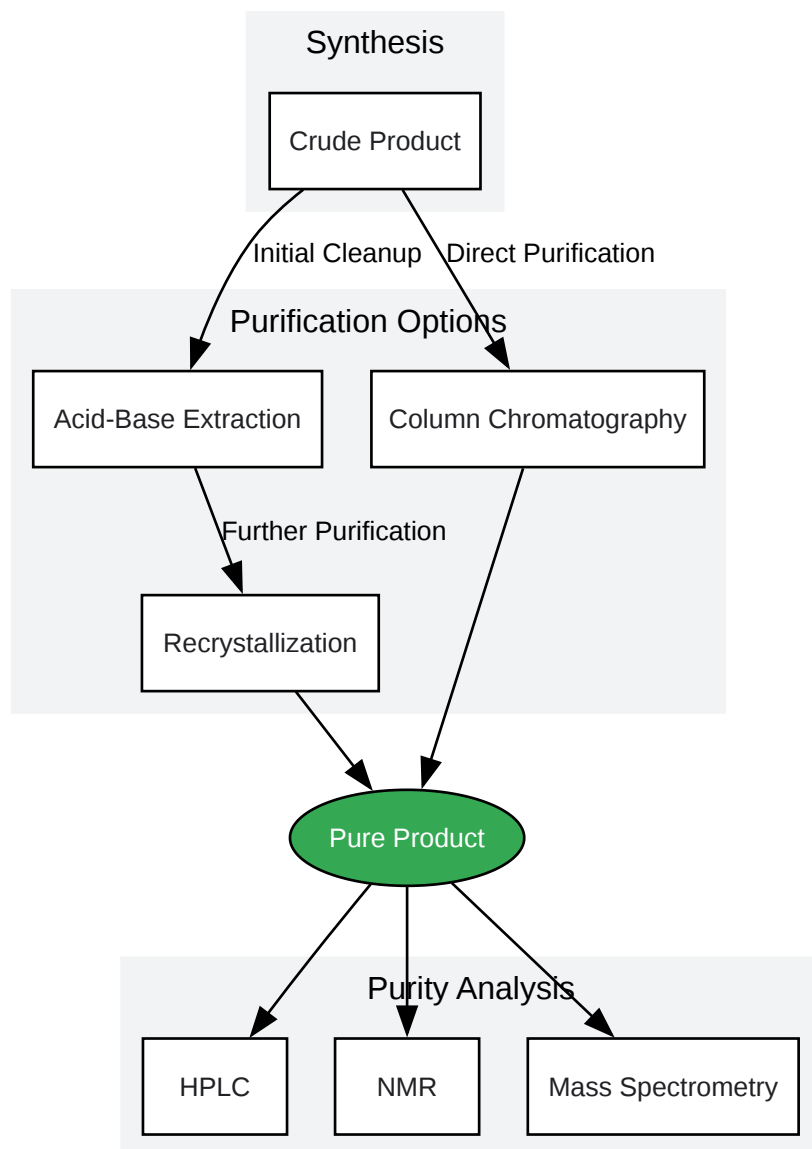 Synthesis
Crude Product
Initial Cleanup
Direct Purification
Purification Options
Acid-Base Extraction
Column Chromatography
Further Purification
Recrystallization
Pure Product
Purity Analysis
HPLC
NMR
Mass Spectrometry